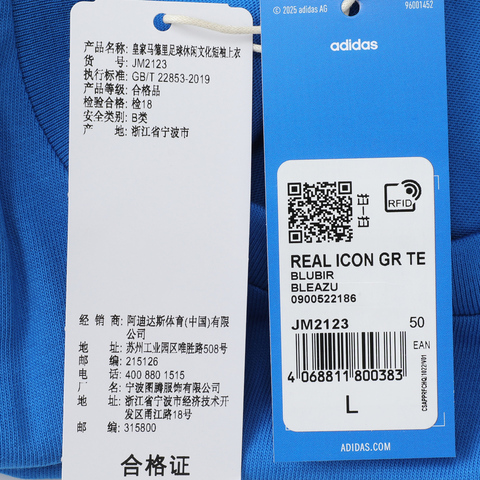 产品名称: 皇家马德里足球休闲文化短袖上衣
货 号: JM2123
执行标准: GB/T 22853-2019
产品等级: 合格品
检验合格: 检18
安全类别: B类
产 地: 浙江省宁波市
经 销 商: 阿迪达斯体育(中国)有限
公司
地 址: 苏州工业园区唯胜路508号
邮 编: 215126
电 话: 400 880 1515
厂 名: 宁波图腾服饰有限公司
地 址: 浙江省宁波市经济技术开
发区甬江路18号
邮 编: 315800
合格证
© 2025 adidas AG
96001452
adidas
RFID
REAL ICON GR TE
BLUBIR
BLEAZU
0900522186
JM2123 50
EAN
4 068811 800383
L
ADIDAS.COM